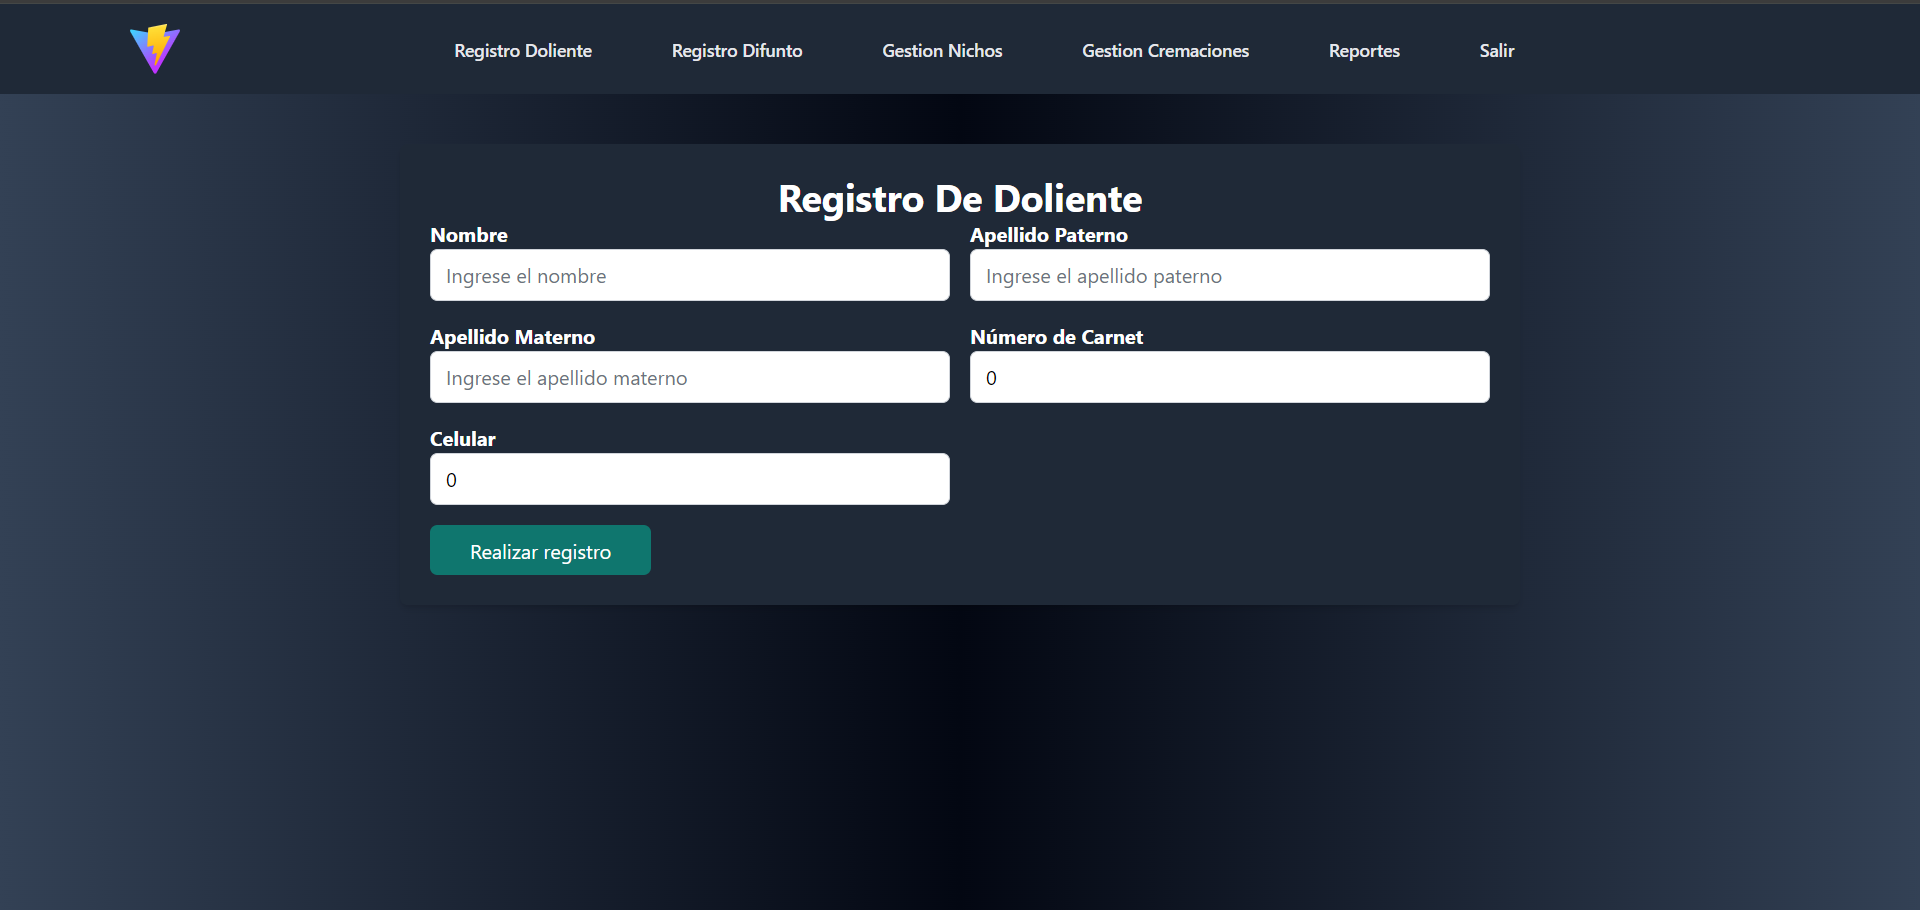 Registro Doliente Registro Difunto Gestion Nichos Gestion Cremaciones Reportes Salir
Registro De Doliente
Nombre Apellido Paterno
Ingrese el nombre Ingrese el apellido paterno
Apellido Materno Número de Carnet
Ingrese el apellido materno 0
Celular
0
Realizar registro